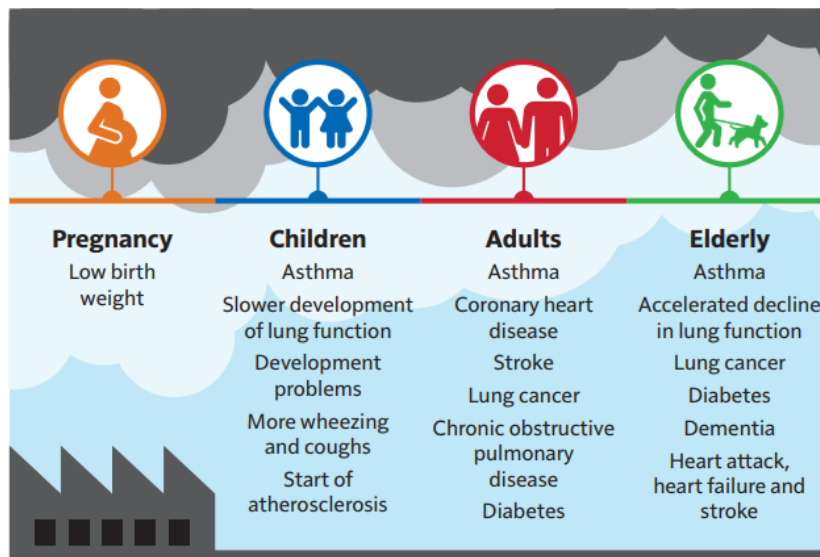 Pregnancy
Low birth
weight
Children
Asthma
Slower development
of lung function
Development
problems
More wheezing
and coughs
Start of
atherosclerosis
Adults
Asthma
Coronary heart
disease
Stroke
Lung cancer
Chronic obstructive
pulmonary
disease
Diabetes
Elderly
Asthma
Accelerated decline
in lung function
Lung cancer
Diabetes
Dementia
Heart attack,
heart failure and
stroke